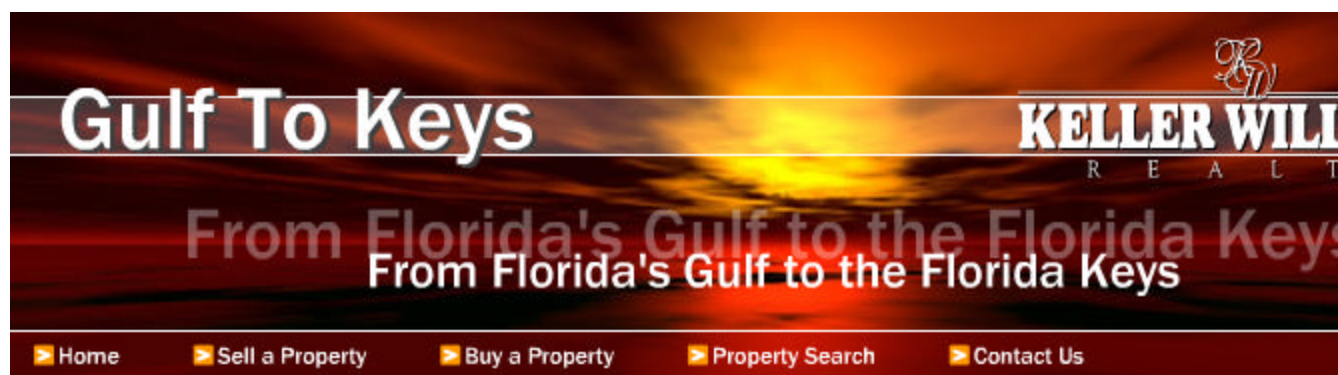 Gulf To Keys
KELLER WILL
R E A L T
From Florida's Gulf to the Florida Keys
From Florida's Gulf to the Florida Keys
Home Sell a Property Buy a Property Property Search Contact Us